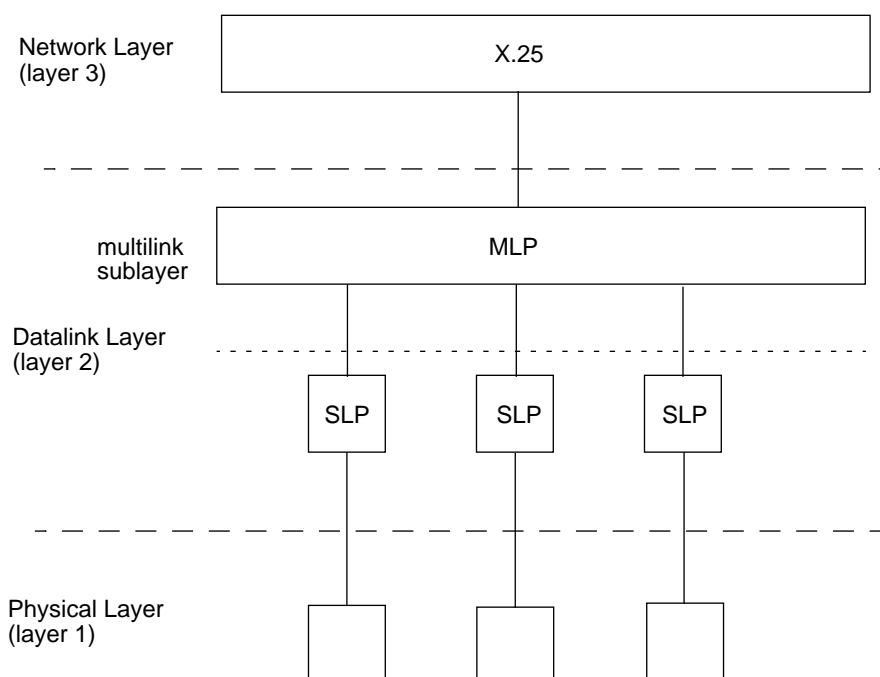 Network Layer
(layer 3)
X.25
multilink
sublayer
MLP
Datalink Layer
(layer 2)
SLP
SLP
SLP
Physical Layer
(layer 1)